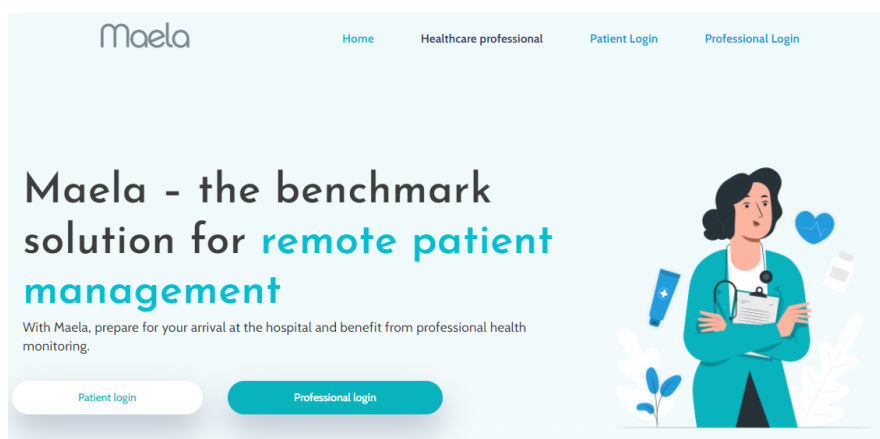 Maela
Home
Healthcare professional
Patient Login
Professional Login
Maela – the benchmark
solution for remote patient
management
With Maela, prepare for your arrival at the hospital and benefit from professional health
monitoring.
Patient login
Professional login